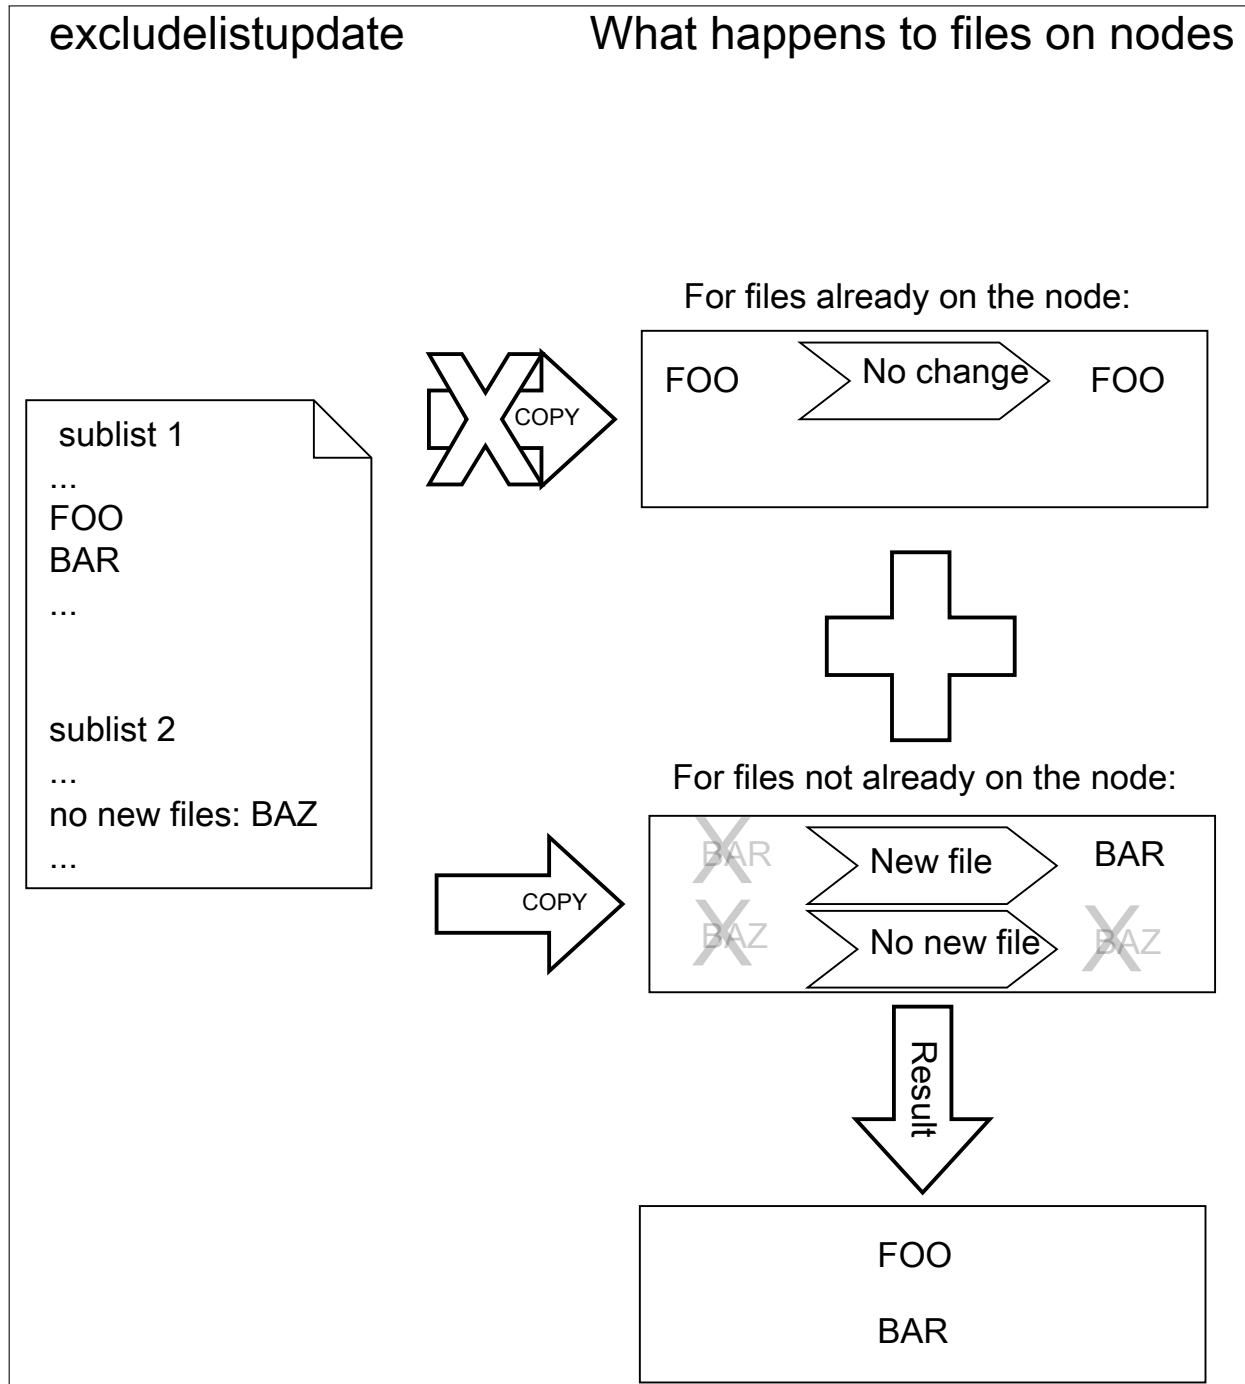 excludelistupdate
What happens to files on nodes
sublist 1
...
FOO
BAR
...
sublist 2
...
no new files: BAZ
...
COPY
For files already on the node:
FOO
No change
FOO
For files not already on the node:
COPY
BAR
New file
BAR
BAZ
No new file
BAZ
Result
FOO
BAR